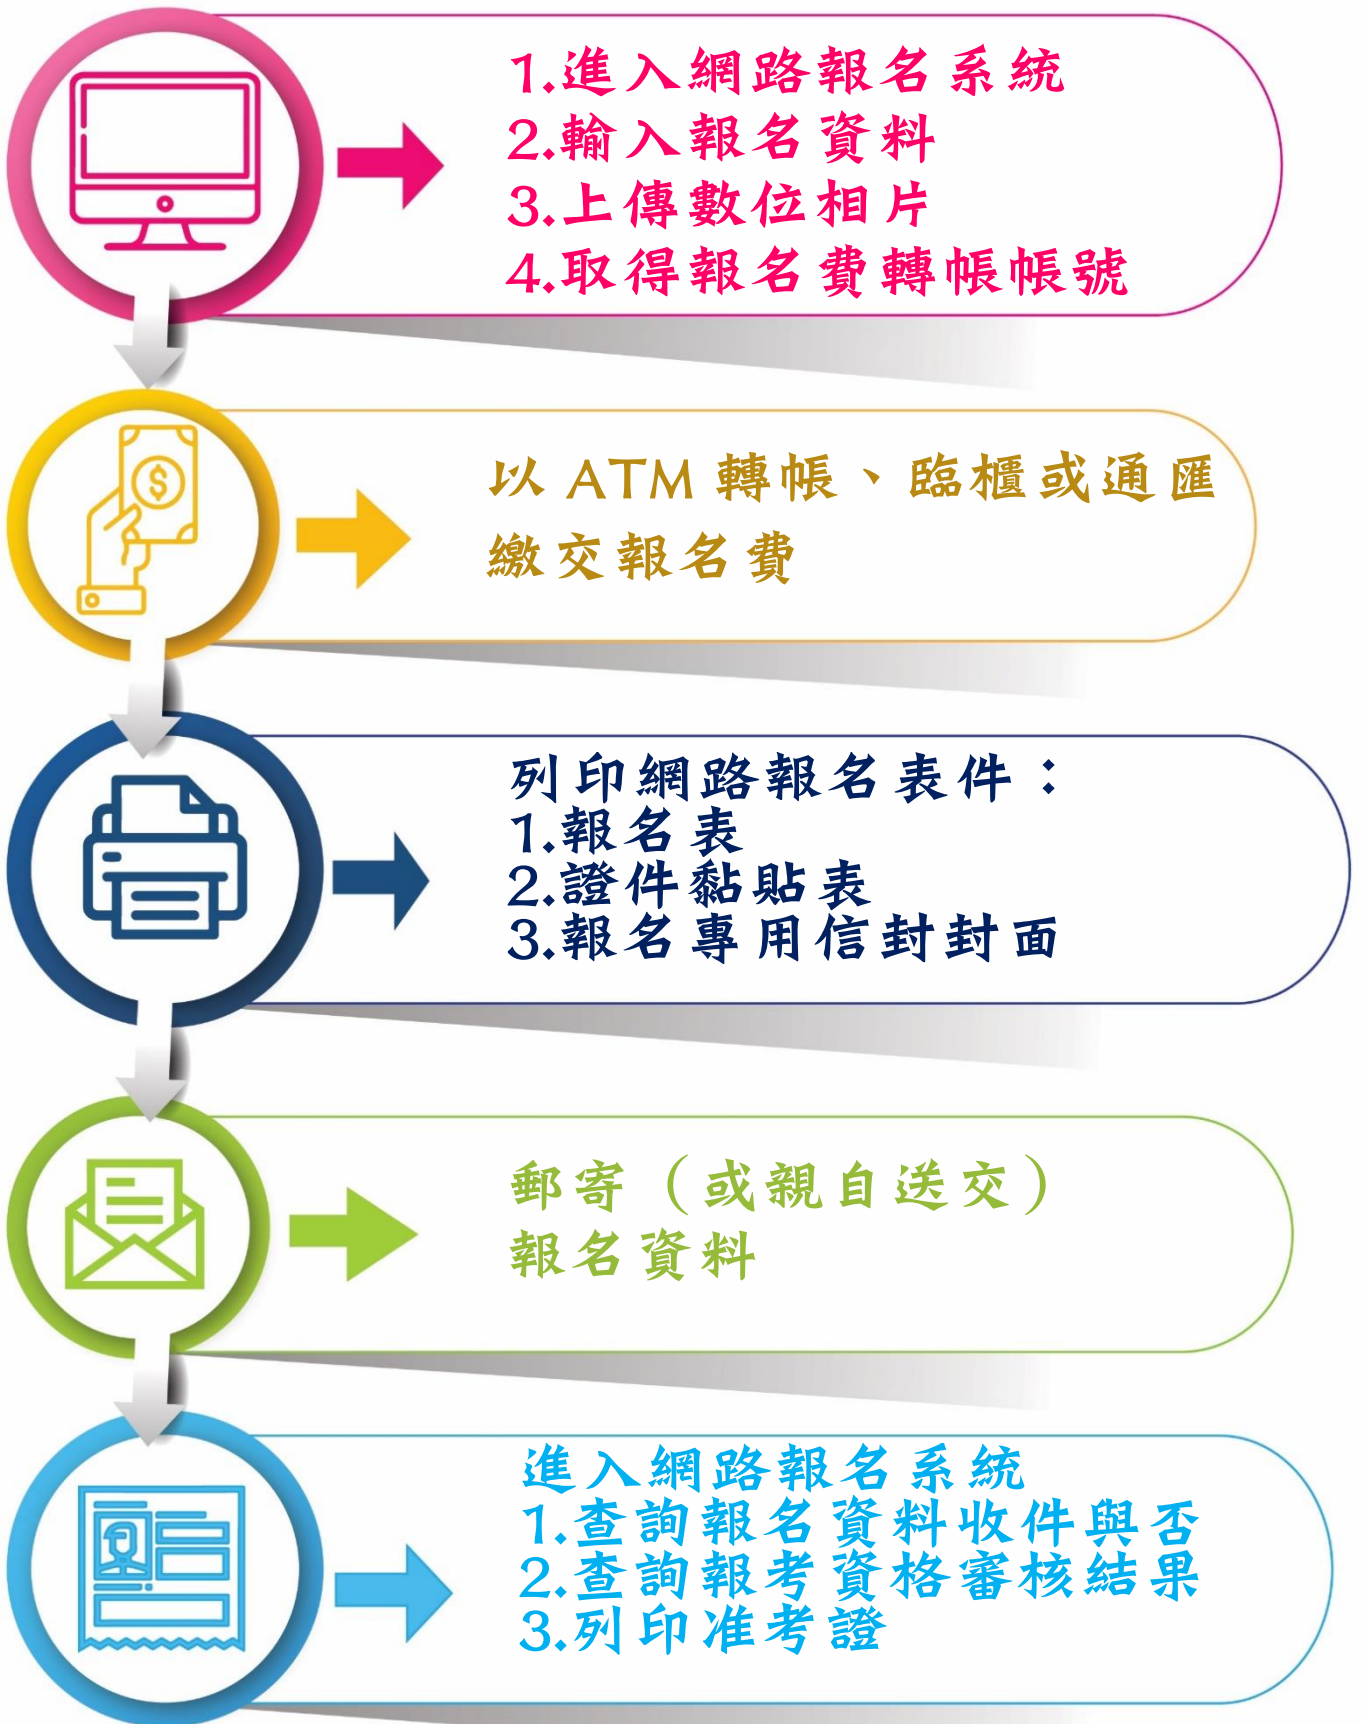 1.進入網路報名系統
2.輸入報名資料
3.上傳數位相片
4.取得報名費轉帳帳號
以 ATM 轉帳、臨櫃或通匯
繳交報名費
列印網路報名表件：
1.報名表
2.證件黏貼表
3.報名專用信封封面
郵寄（或親自送交）
報名資料
進入網路報名系統
1.查詢報名資料收件與否
2.查詢報考資格審核結果
3.列印准考證